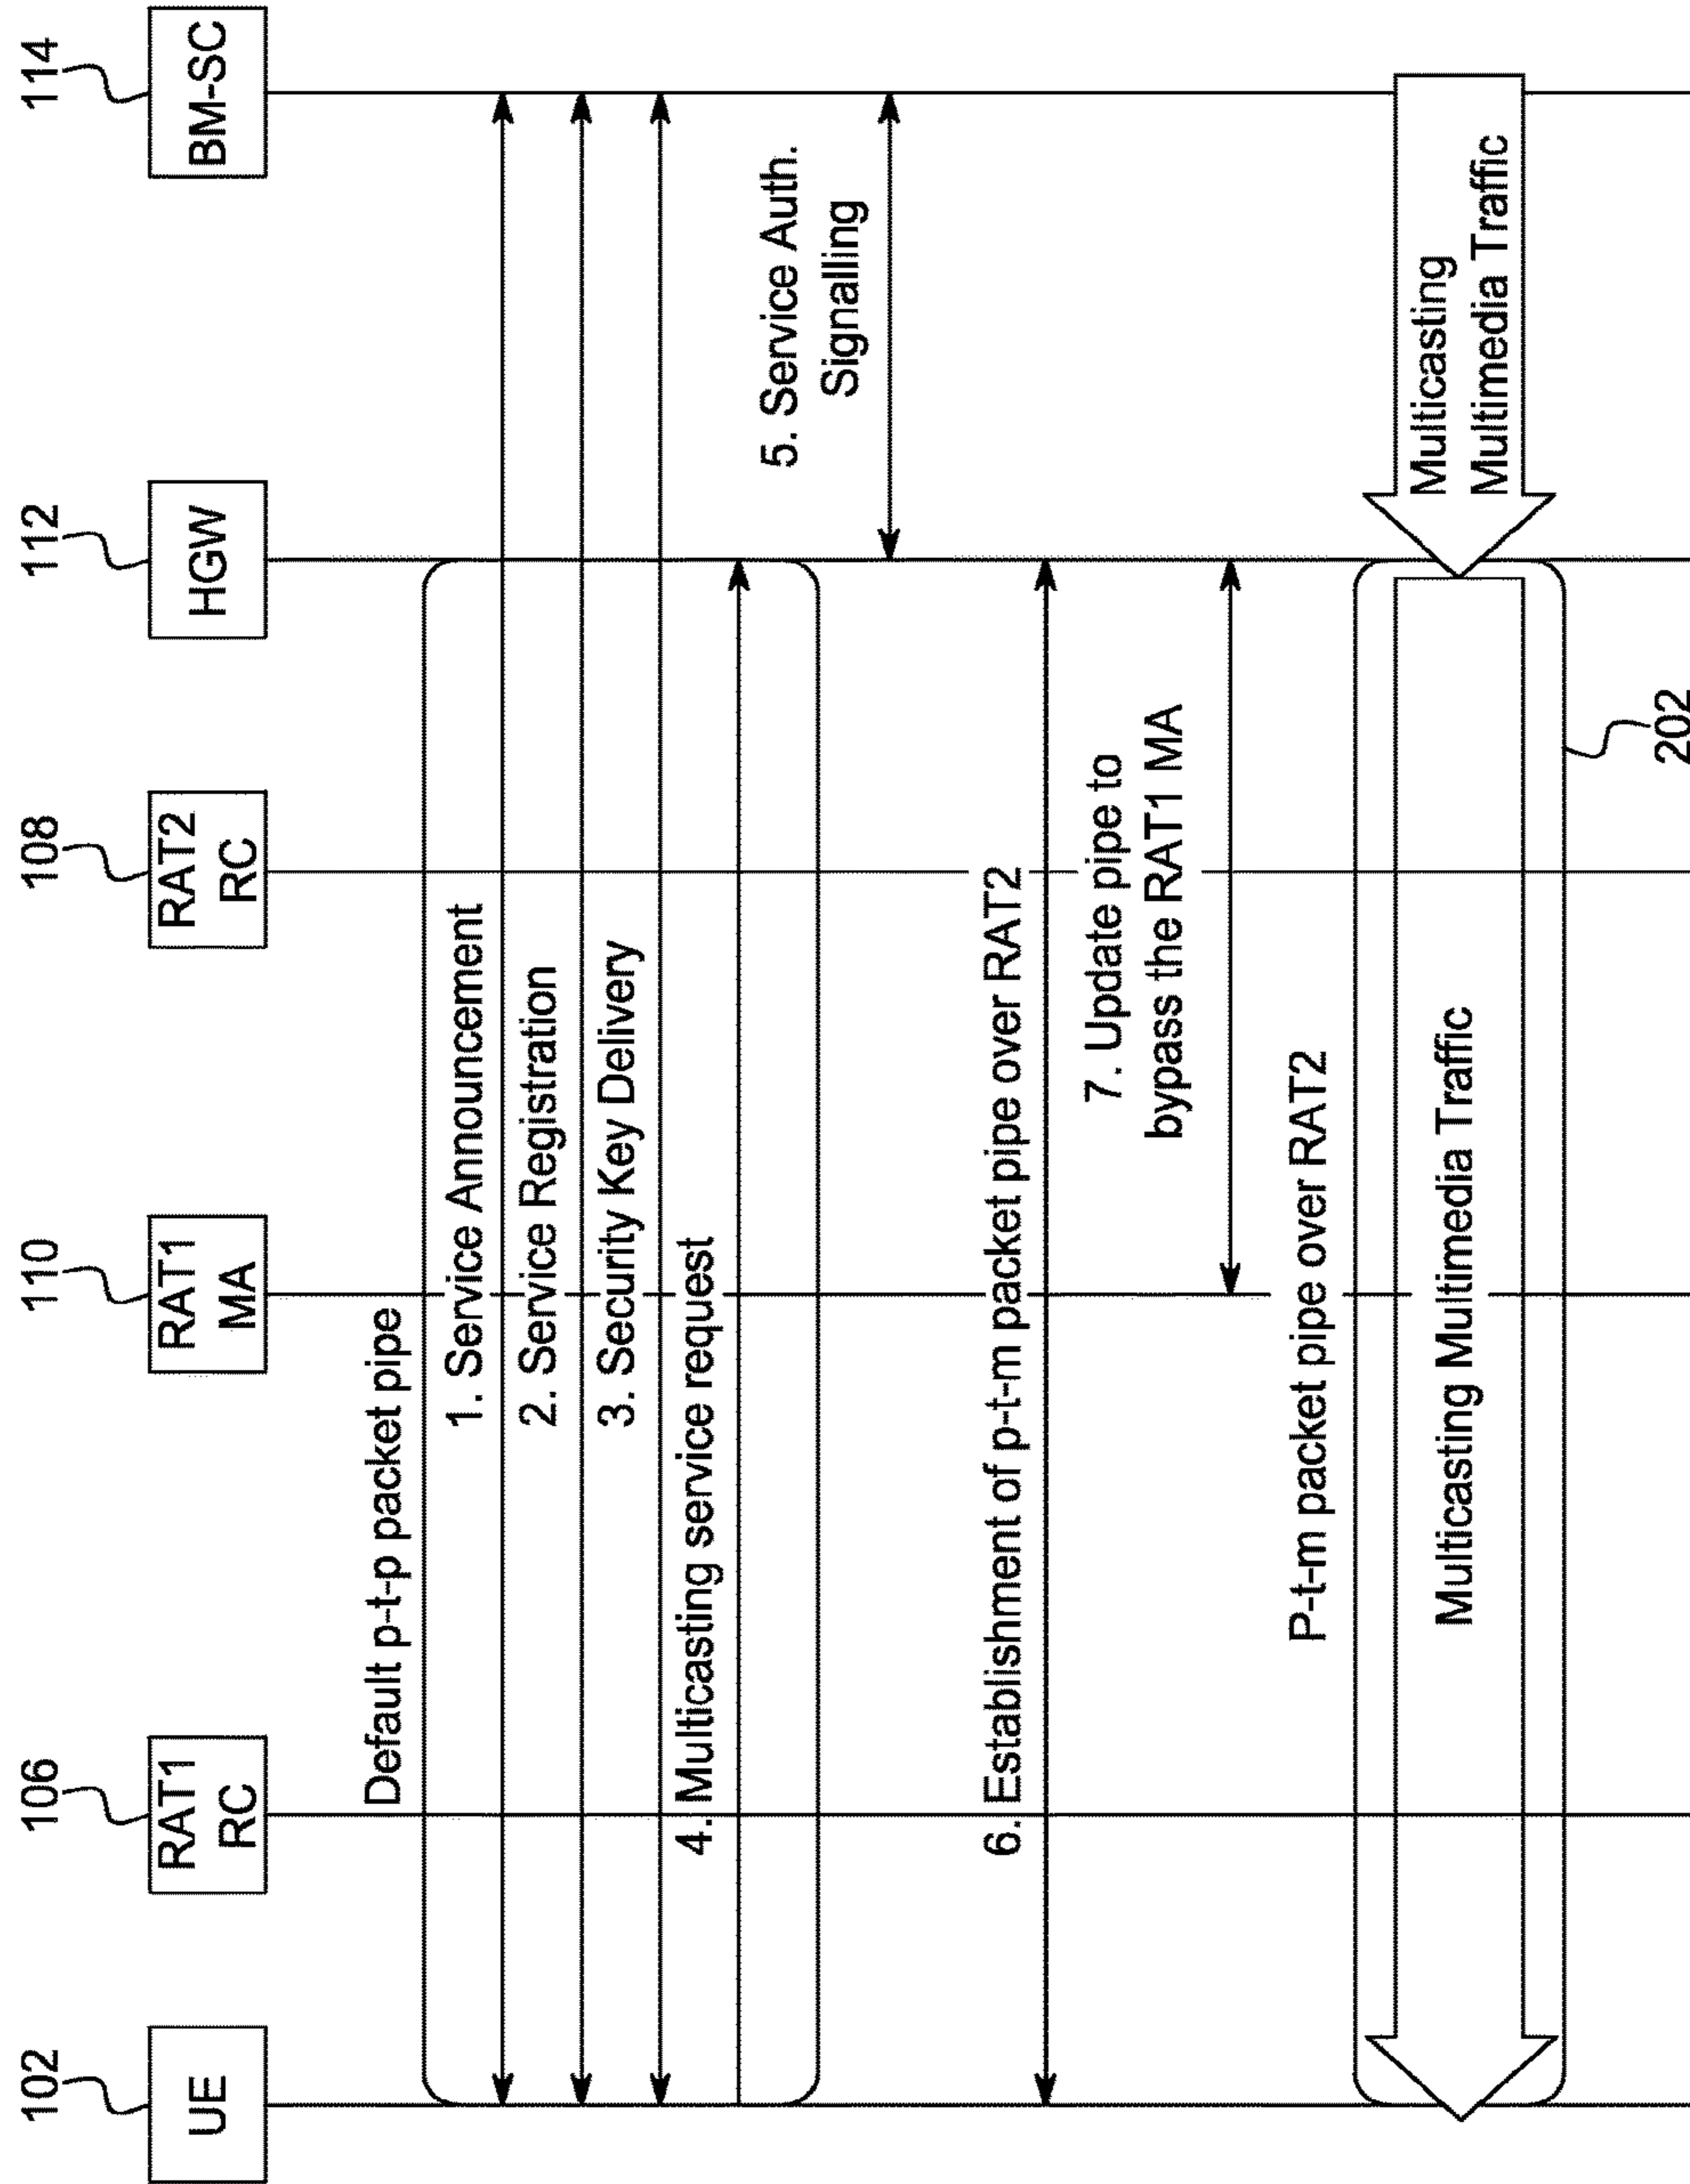 102
106
110
108
112
114
UE
RAT1
RC
RAT1
MA
RAT2
RC
HGW
BM-SC
Default p-t-p packet pipe
1. Service Announcement
2. Service Registration
3. Security Key Delivery
4. Multicasting service request
5. Service Auth.
Signalling
6. Establishment of p-t-m packet pipe over RAT2
7. Update pipe to
bypass the RAT1 MA
P-t-m packet pipe over RAT2
Multicasting Multimedia Traffic
Multicasting
Multimedia Traffic
202